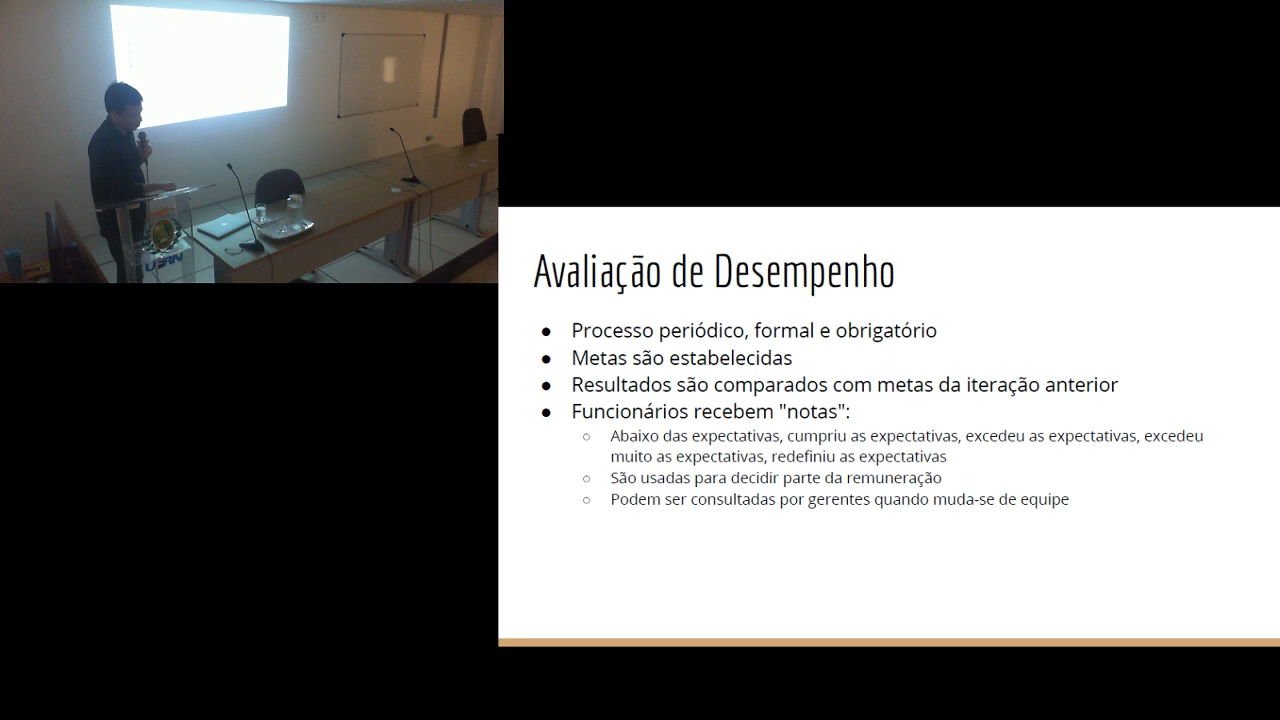 Avaliação de Desempenho
● Processo periódico, formal e obrigatório
● Metas são estabelecidas
● Resultados são comparados com metas da iteração anterior
● Funcionários recebem "notas":
○ Abaixo das expectativas, cumpriu as expectativas, excedeu as expectativas, excedeu
muito as expectativas, redefiniu as expectativas
○ São usadas para decidir parte da remuneração
○ Podem ser consultadas por gerentes quando muda-se de equipe